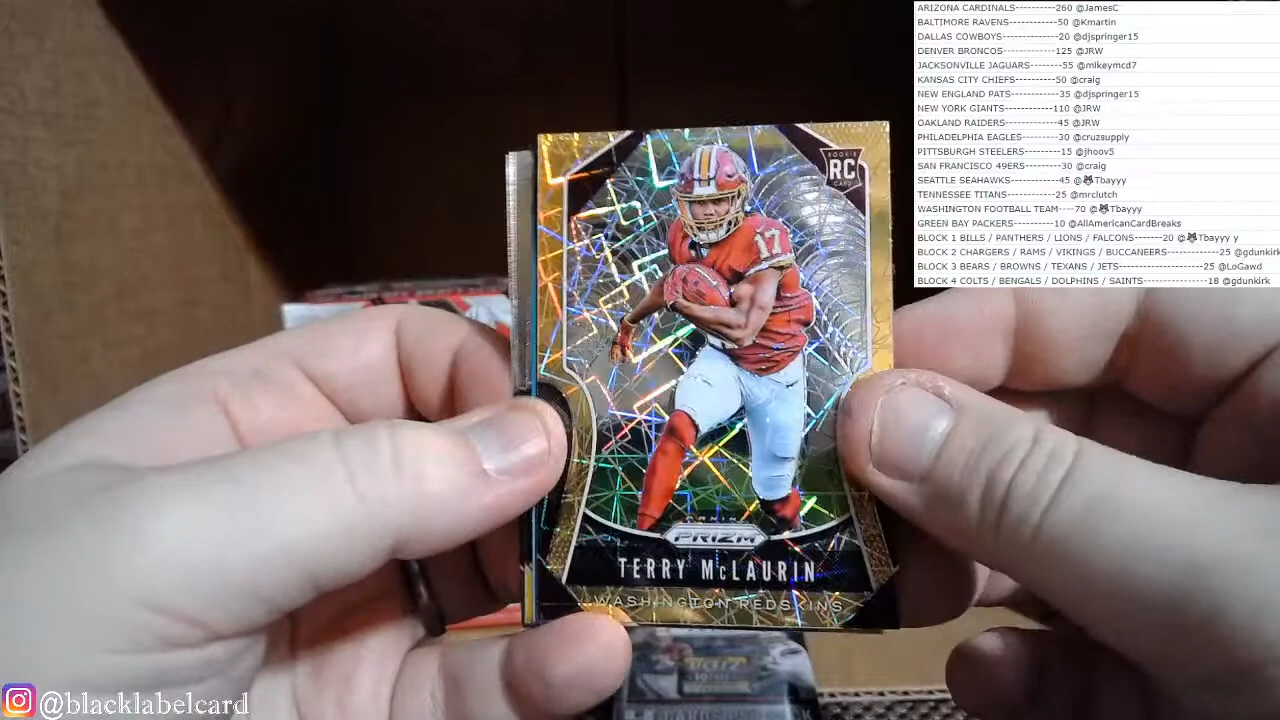 ARIZONA CARDINALS----------260 @JamesC
BALTIMORE RAVENS------------50 @Kmartin
DALLAS COWBOYS--------------20 @djspringer15
DENVER BRONCOS-------------125 @JRW
JACKSONVILLE JAGUARS--------55 @mikeymcd7
KANSAS CITY CHIEFS----------50 @craig
NEW ENGLAND PATS------------35 @djspringer15
NEW YORK GIANTS------------110 @JRW
OAKLAND RAIDERS-------------45 @JRW
PHILADELPHIA EAGLES---------30 @cruzsupply
PITTSBURGH STEELERS---------15 @jhoov5
SAN FRANCISCO 49ERS---------30 @craig
SEATTLE SEAHAWKS------------45 @🐱Tbayyy
TENNESSEE TITANS------------25 @mrclutch
WASHINGTON FOOTBALL TEAM----70 @🐱Tbayyy
GREEN BAY PACKERS-----------10 @AllAmericanCardBreaks
BLOCK 1 BILLS / PANTHERS / LIONS / FALCONS-------20 @🐱Tbayyy y
BLOCK 2 CHARGERS / RAMS / VIKINGS / BUCCANEERS-------------25 @gdunkirk
BLOCK 3 BEARS / BROWNS / TEXANS / JETS---------------------25 @LoGawd
BLOCK 4 COLTS / BENGALS / DOLPHINS / SAINTS----------------18 @gdunkirk
ROOKIE
RC
CARD
17
PANINI
PRIZM
TERRY McLAURIN
WASHINGTON REDSKINS
@blacklabelcard